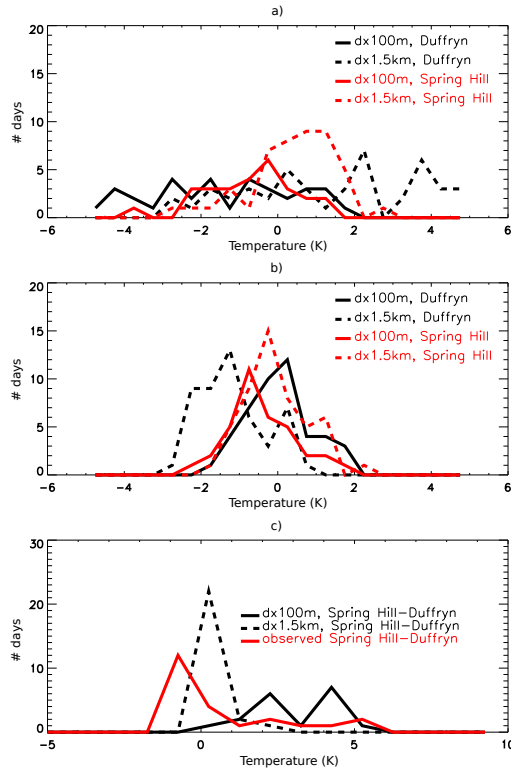 a)
20
15
10
5
0
# days
dx100m, Duffryn
dx1.5km, Duffryn
dx100m, Spring Hill
dx1.5km, Spring Hill
-6 -4 -2 0 2 4 6
Temperature (K)
b)
20
15
10
5
0
# days
dx100m, Duffryn
dx1.5km, Duffryn
dx100m, Spring Hill
dx1.5km, Spring Hill
-6 -4 -2 0 2 4 6
Temperature (K)
c)
30
20
10
0
# days
dx100m, Spring Hill-Duffryn
dx1.5km, Spring Hill-Duffryn
observed Spring Hill-Duffryn
-5 0 5 10
Temperature (K)